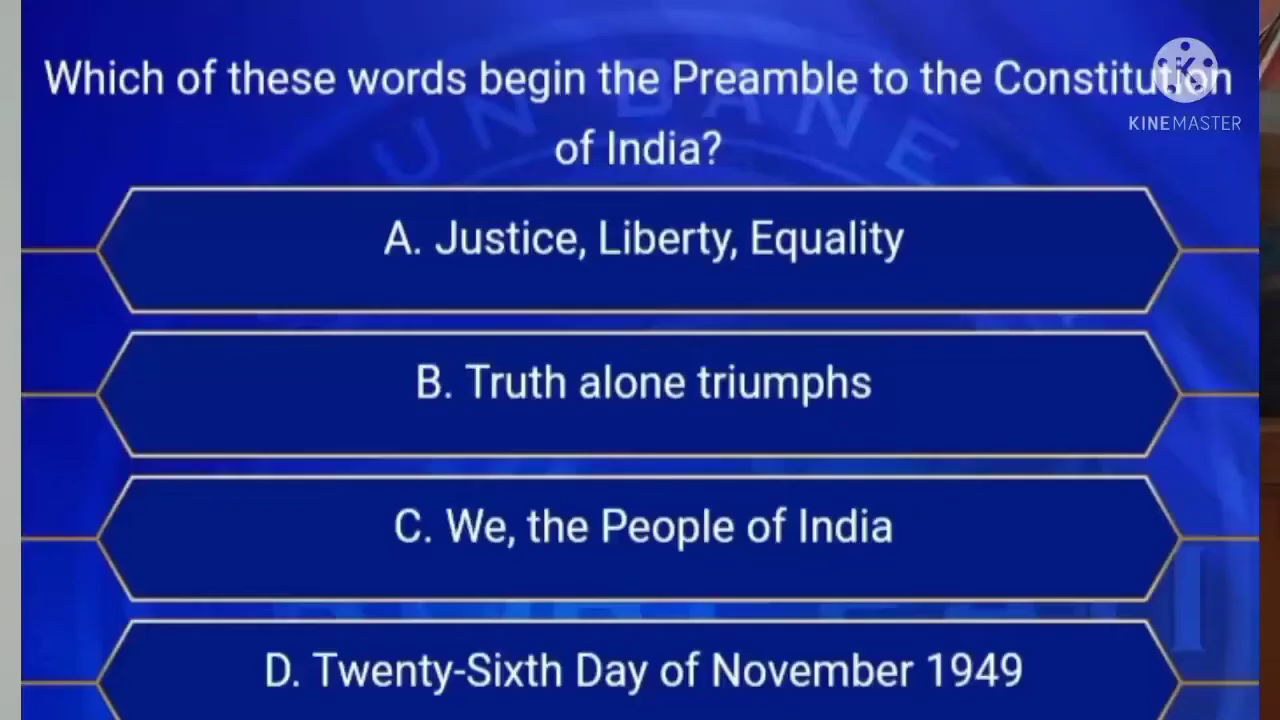 Which of these words begin the Preamble to the Constitution
of India?
KINEMASTER
A. Justice, Liberty, Equality
B. Truth alone triumphs
C. We, the People of India
D. Twenty-Sixth Day of November 1949